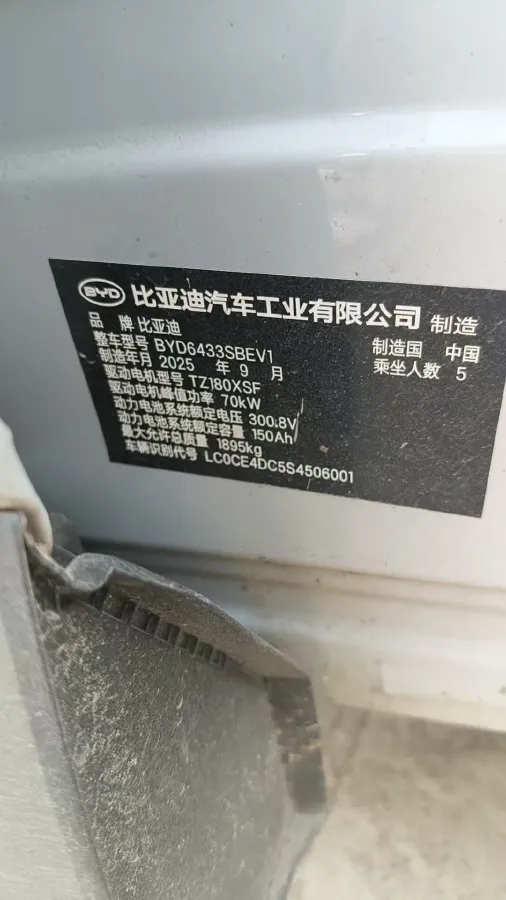 BYD 比亚迪汽车工业有限公司 制造
品 牌 比亚迪
整车型号 BYD6433SBEV1 制造国 中国
制造年月 2025 年 9 月 乘坐人数 5
驱动电机型号 TZ180XSF
驱动电机峰值功率 70kW
动力电池系统额定电压 300.8V
动力电池系统额定容量 150Ah
最大允许总质量 1895kg
车辆识别代号 LC0CE4DC5S4506001